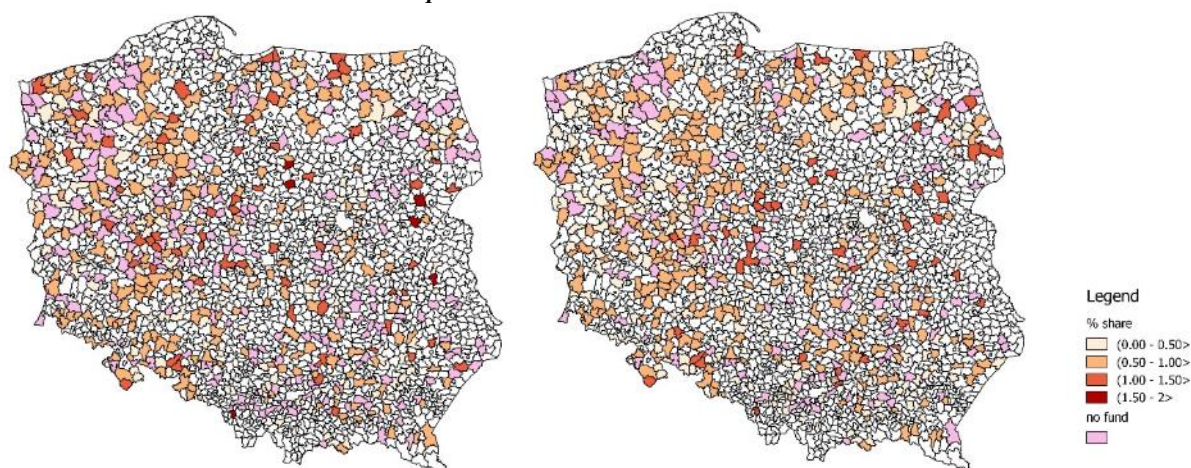 Legend
% share
(0.00 - 0.50>
(0.50 - 1.00>
(1.00 - 1.50>
(1.50 - 2>
no fund